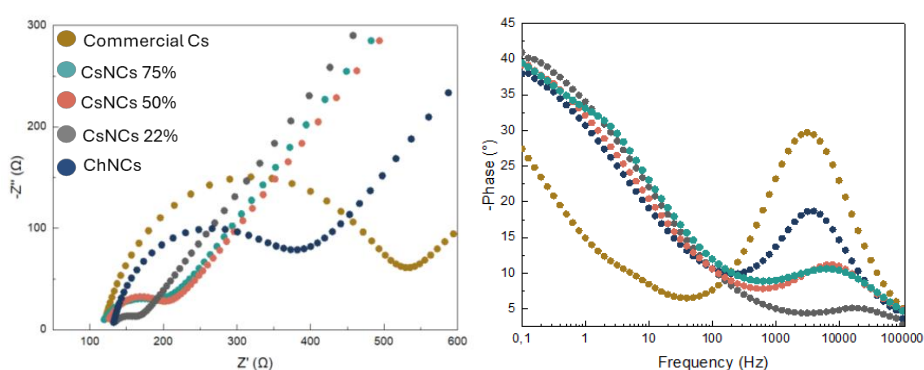 300
200
100
0
-Z'' (Ω)
Commercial Cs
CsNCs 75%
CsNCs 50%
CsNCs 22%
ChNCs
100 200 300 400 500 600
Z' (Ω)
45
40
35
30
25
20
15
10
5
-Phase (°)
0,1 1 10 100 1000 10000 100000
Frequency (Hz)